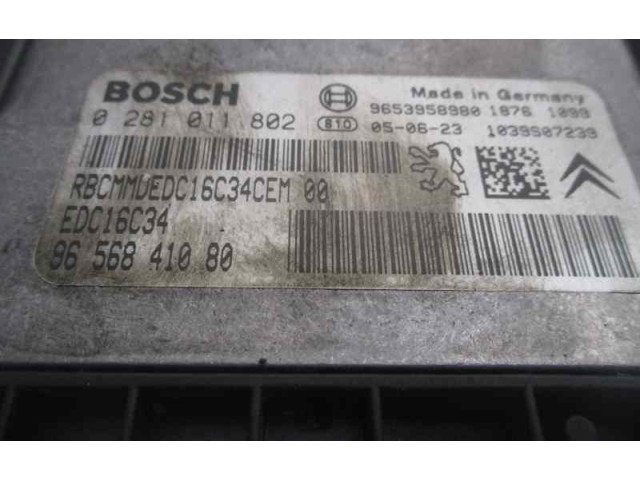 BOSCH
Made in Germany
9653958980 1876 1099
0 281 011 802
810 05-06-23 1039S07239
RBCMMDEDC16C34CEM 00
EDC16C34
96 568 410 80